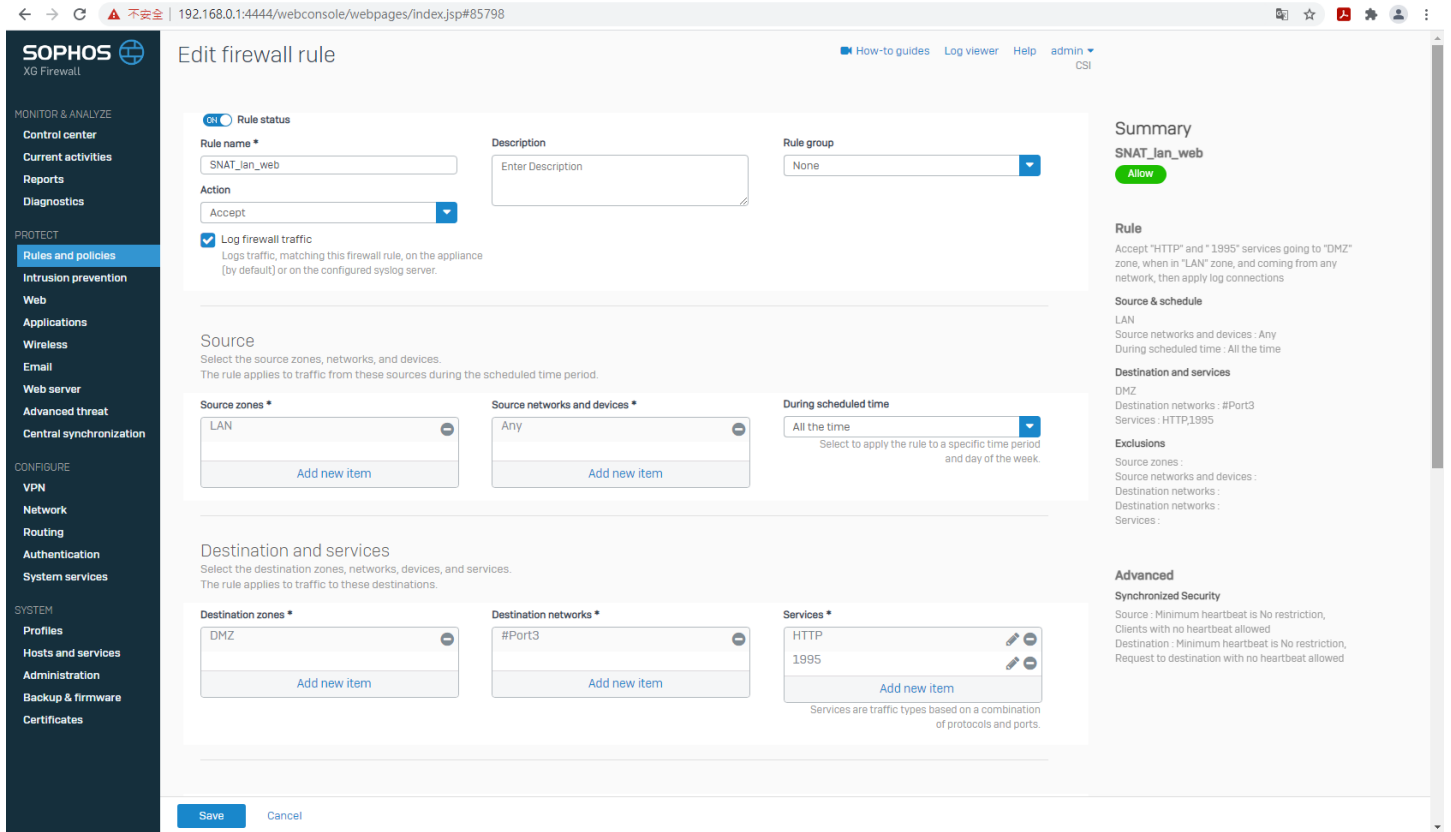 不安全 | 192.168.0.1:4444/webconsole/webpages/index.jsp#85798
SOPHOS
XG Firewall
MONITOR & ANALYZE
Control center
Current activities
Reports
Diagnostics
PROTECT
Rules and policies
Intrusion prevention
Web
Applications
Wireless
Email
Web server
Advanced threat
Central synchronization
CONFIGURE
VPN
Network
Routing
Authentication
System services
SYSTEM
Profiles
Hosts and services
Administration
Backup & firmware
Certificates
Edit firewall rule
How-to guides Log viewer Help admin
CSI
ON Rule status
Rule name *
SNAT_lan_web
Description
Enter Description
Rule group
None
Action
Accept
Log firewall traffic
Logs traffic, matching this firewall rule, on the appliance
(by default) or on the configured syslog server.
Source
Select the source zones, networks, and devices.
The rule applies to traffic from these sources during the scheduled time period.
Source zones *
LAN
Add new item
Source networks and devices *
Any
Add new item
During scheduled time
All the time
Select to apply the rule to a specific time period
and day of the week.
Destination and services
Select the destination zones, networks, devices, and services.
The rule applies to traffic to these destinations.
Destination zones *
DMZ
Add new item
Destination networks *
#Port3
Add new item
Services *
HTTP
1995
Add new item
Services are traffic types based on a combination
of protocols and ports.
Save Cancel
Summary
SNAT_lan_web
Allow
Rule
Accept "HTTP" and " 1995" services going to "DMZ"
zone, when in "LAN" zone, and coming from any
network, then apply log connections
Source & schedule
LAN
Source networks and devices : Any
During scheduled time : All the time
Destination and services
DMZ
Destination networks : #Port3
Services : HTTP,1995
Exclusions
Source zones :
Source networks and devices :
Destination networks :
Destination networks :
Services :
Advanced
Synchronized Security
Source : Minimum heartbeat is No restriction,
Clients with no heartbeat allowed
Destination : Minimum heartbeat is No restriction,
Request to destination with no heartbeat allowed